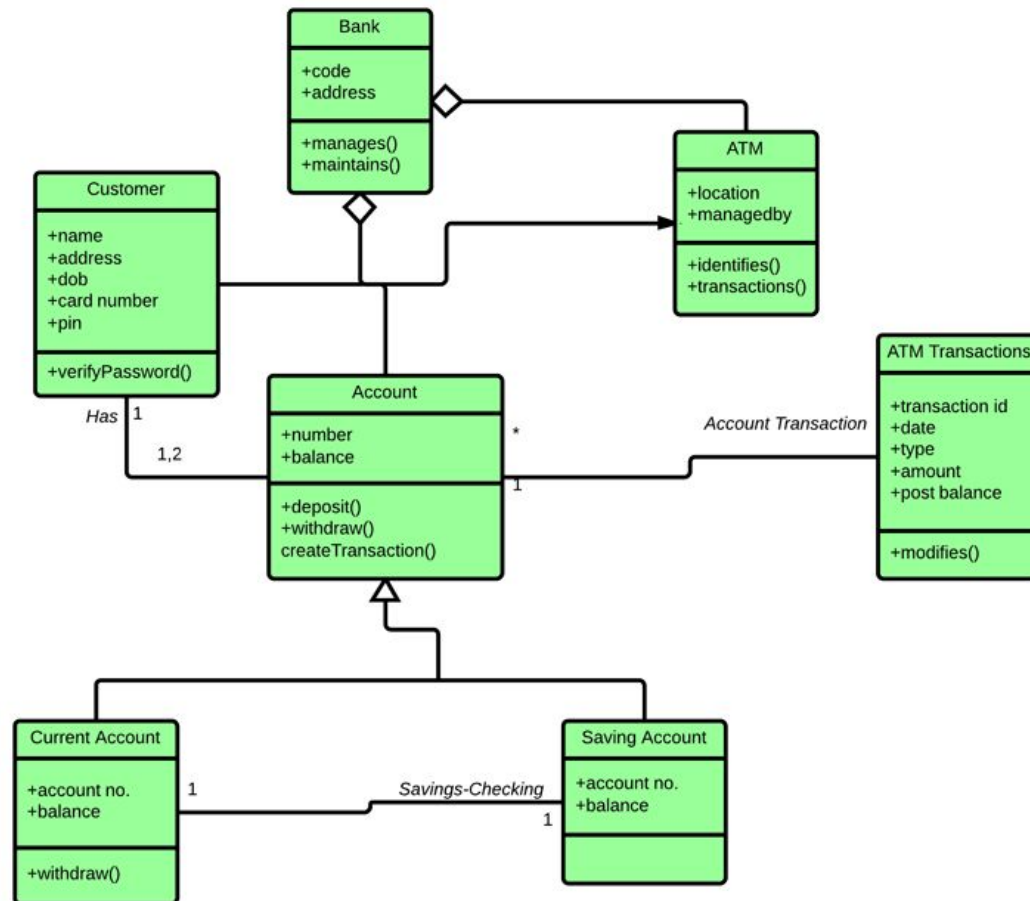 Bank
+code
+address
+manages()
+maintains()
ATM
+location
+managedby
+identifies()
+transactions()
Customer
+name
+address
+dob
+card number
+pin
+verifyPassword()
Has
1
1,2
Account
+number
+balance
+deposit()
+withdraw()
createTransaction()
*
1
Account Transaction
ATM Transactions
+transaction id
+date
+type
+amount
+post balance
+modifies()
Current Account
+account no.
+balance
+withdraw()
1
Savings-Checking
1
Saving Account
+account no.
+balance